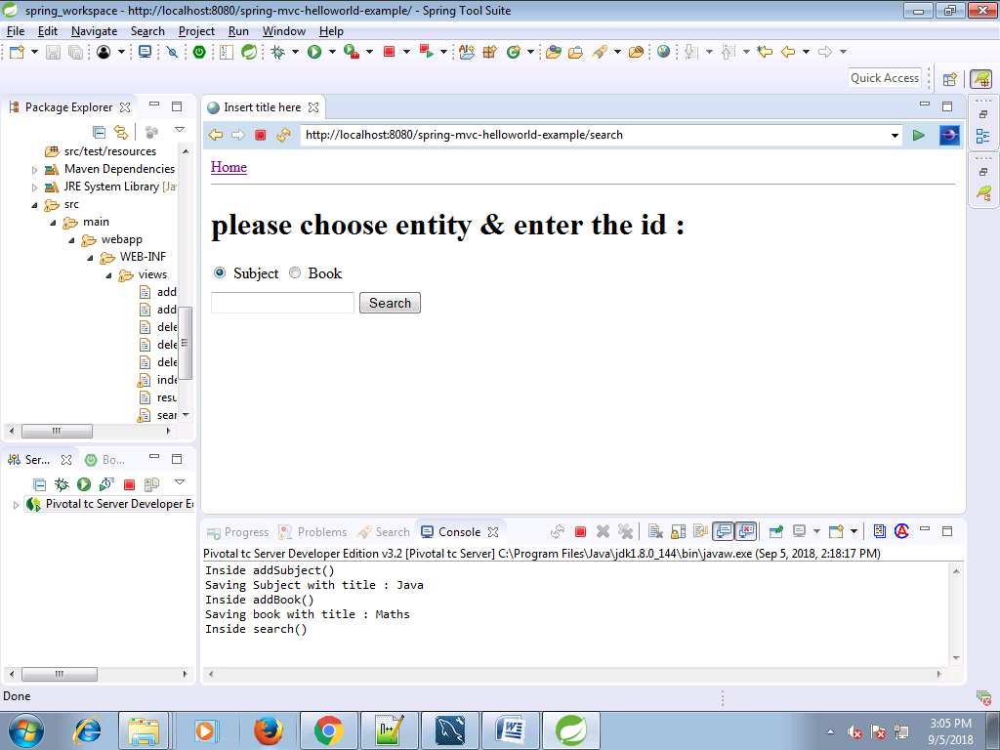 spring_workspace - http://localhost:8080/spring-mvc-helloworld-example/ - Spring Tool Suite
File Edit Navigate Search Project Run Window Help
Quick Access
Package Explorer
src/test/resources
Maven Dependencies
JRE System Library [Ja
src
main
webapp
WEB-INF
views
add
add
dele
dele
dele
inde
resu
sear
Insert title here
http://localhost:8080/spring-mvc-helloworld-example/search
Home
please choose entity & enter the id :
Subject Book
Search
Ser... Bo...
Pivotal tc Server Developer E
Progress Problems Search Console
Pivotal tc Server Developer Edition v3.2 [Pivotal tc Server] C:\Program Files\Java\jdk1.8.0_144\bin\javaw.exe (Sep 5, 2018, 2:18:17 PM)
Inside addSubject()
Saving Subject with title : Java
Inside addBook()
Saving book with title : Maths
Inside search()
Done
3:05 PM
9/5/2018